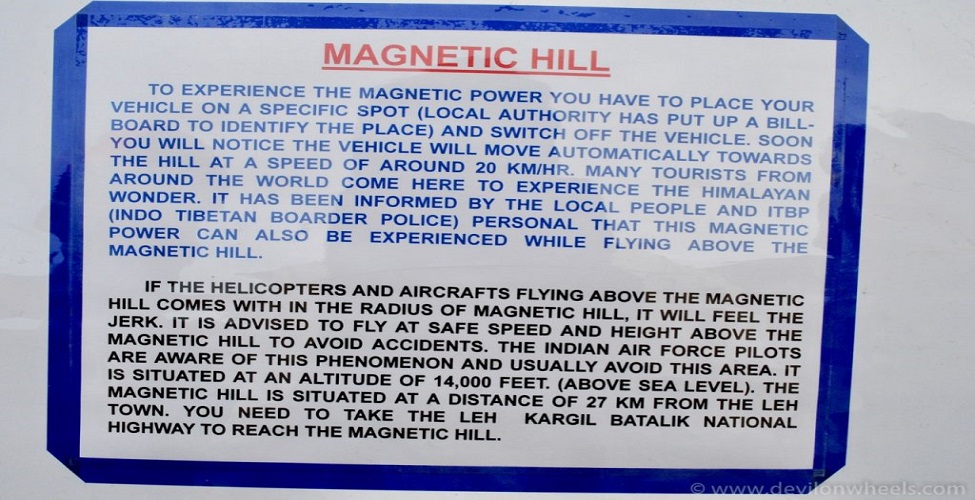 MAGNETIC HILL
TO EXPERIENCE THE MAGNETIC POWER YOU HAVE TO PLACE YOUR
VEHICLE ON A SPECIFIC SPOT (LOCAL AUTHORITY HAS PUT UP A BILL-
BOARD TO IDENTIFY THE PLACE) AND SWITCH OFF THE VEHICLE. SOON
YOU WILL NOTICE THE VEHICLE WILL MOVE AUTOMATICALLY TOWARDS
THE HILL AT A SPEED OF AROUND 20 KM/HR. MANY TOURISTS FROM
AROUND THE WORLD COME HERE TO EXPERIENCE THE HIMALAYAN
WONDER. IT HAS BEEN INFORMED BY THE LOCAL PEOPLE AND ITBP
(INDO TIBETAN BOARDER POLICE) PERSONAL THAT THIS MAGNETIC
POWER CAN ALSO BE EXPERIENCED WHILE FLYING ABOVE THE
MAGNETIC HILL.
IF THE HELICOPTERS AND AIRCRAFTS FLYING ABOVE THE MAGNETIC
HILL COMES WITH IN THE RADIUS OF MAGNETIC HILL, IT WILL FEEL THE
JERK. IT IS ADVISED TO FLY AT SAFE SPEED AND HEIGHT ABOVE THE
MAGNETIC HILL TO AVOID ACCIDENTS. THE INDIAN AIR FORCE PILOTS
ARE AWARE OF THIS PHENOMENON AND USUALLY AVOID THIS AREA. IT
IS SITUATED AT AN ALTITUDE OF 14,000 FEET. (ABOVE SEA LEVEL). THE
MAGNETIC HILL IS SITUATED AT A DISTANCE OF 27 KM FROM THE LEH
TOWN. YOU NEED TO TAKE THE LEH KARGIL BATALIK NATIONAL
HIGHWAY TO REACH THE MAGNETIC HILL.
© www.devilonwheels.com